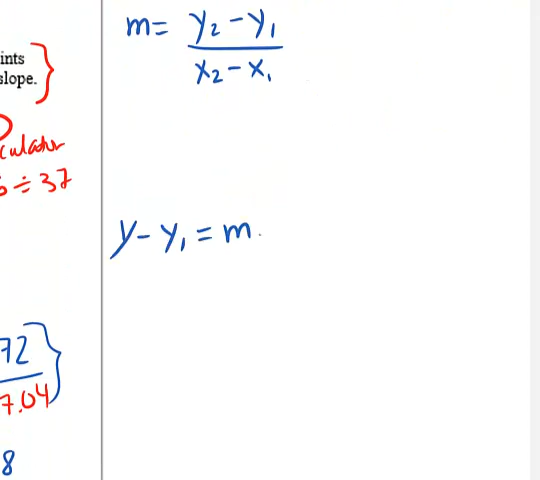 m = y₂ - y₁ / x₂ - x₁
ints
slope.
culator
÷ 37
y - y₁ = m
72
7.04
8